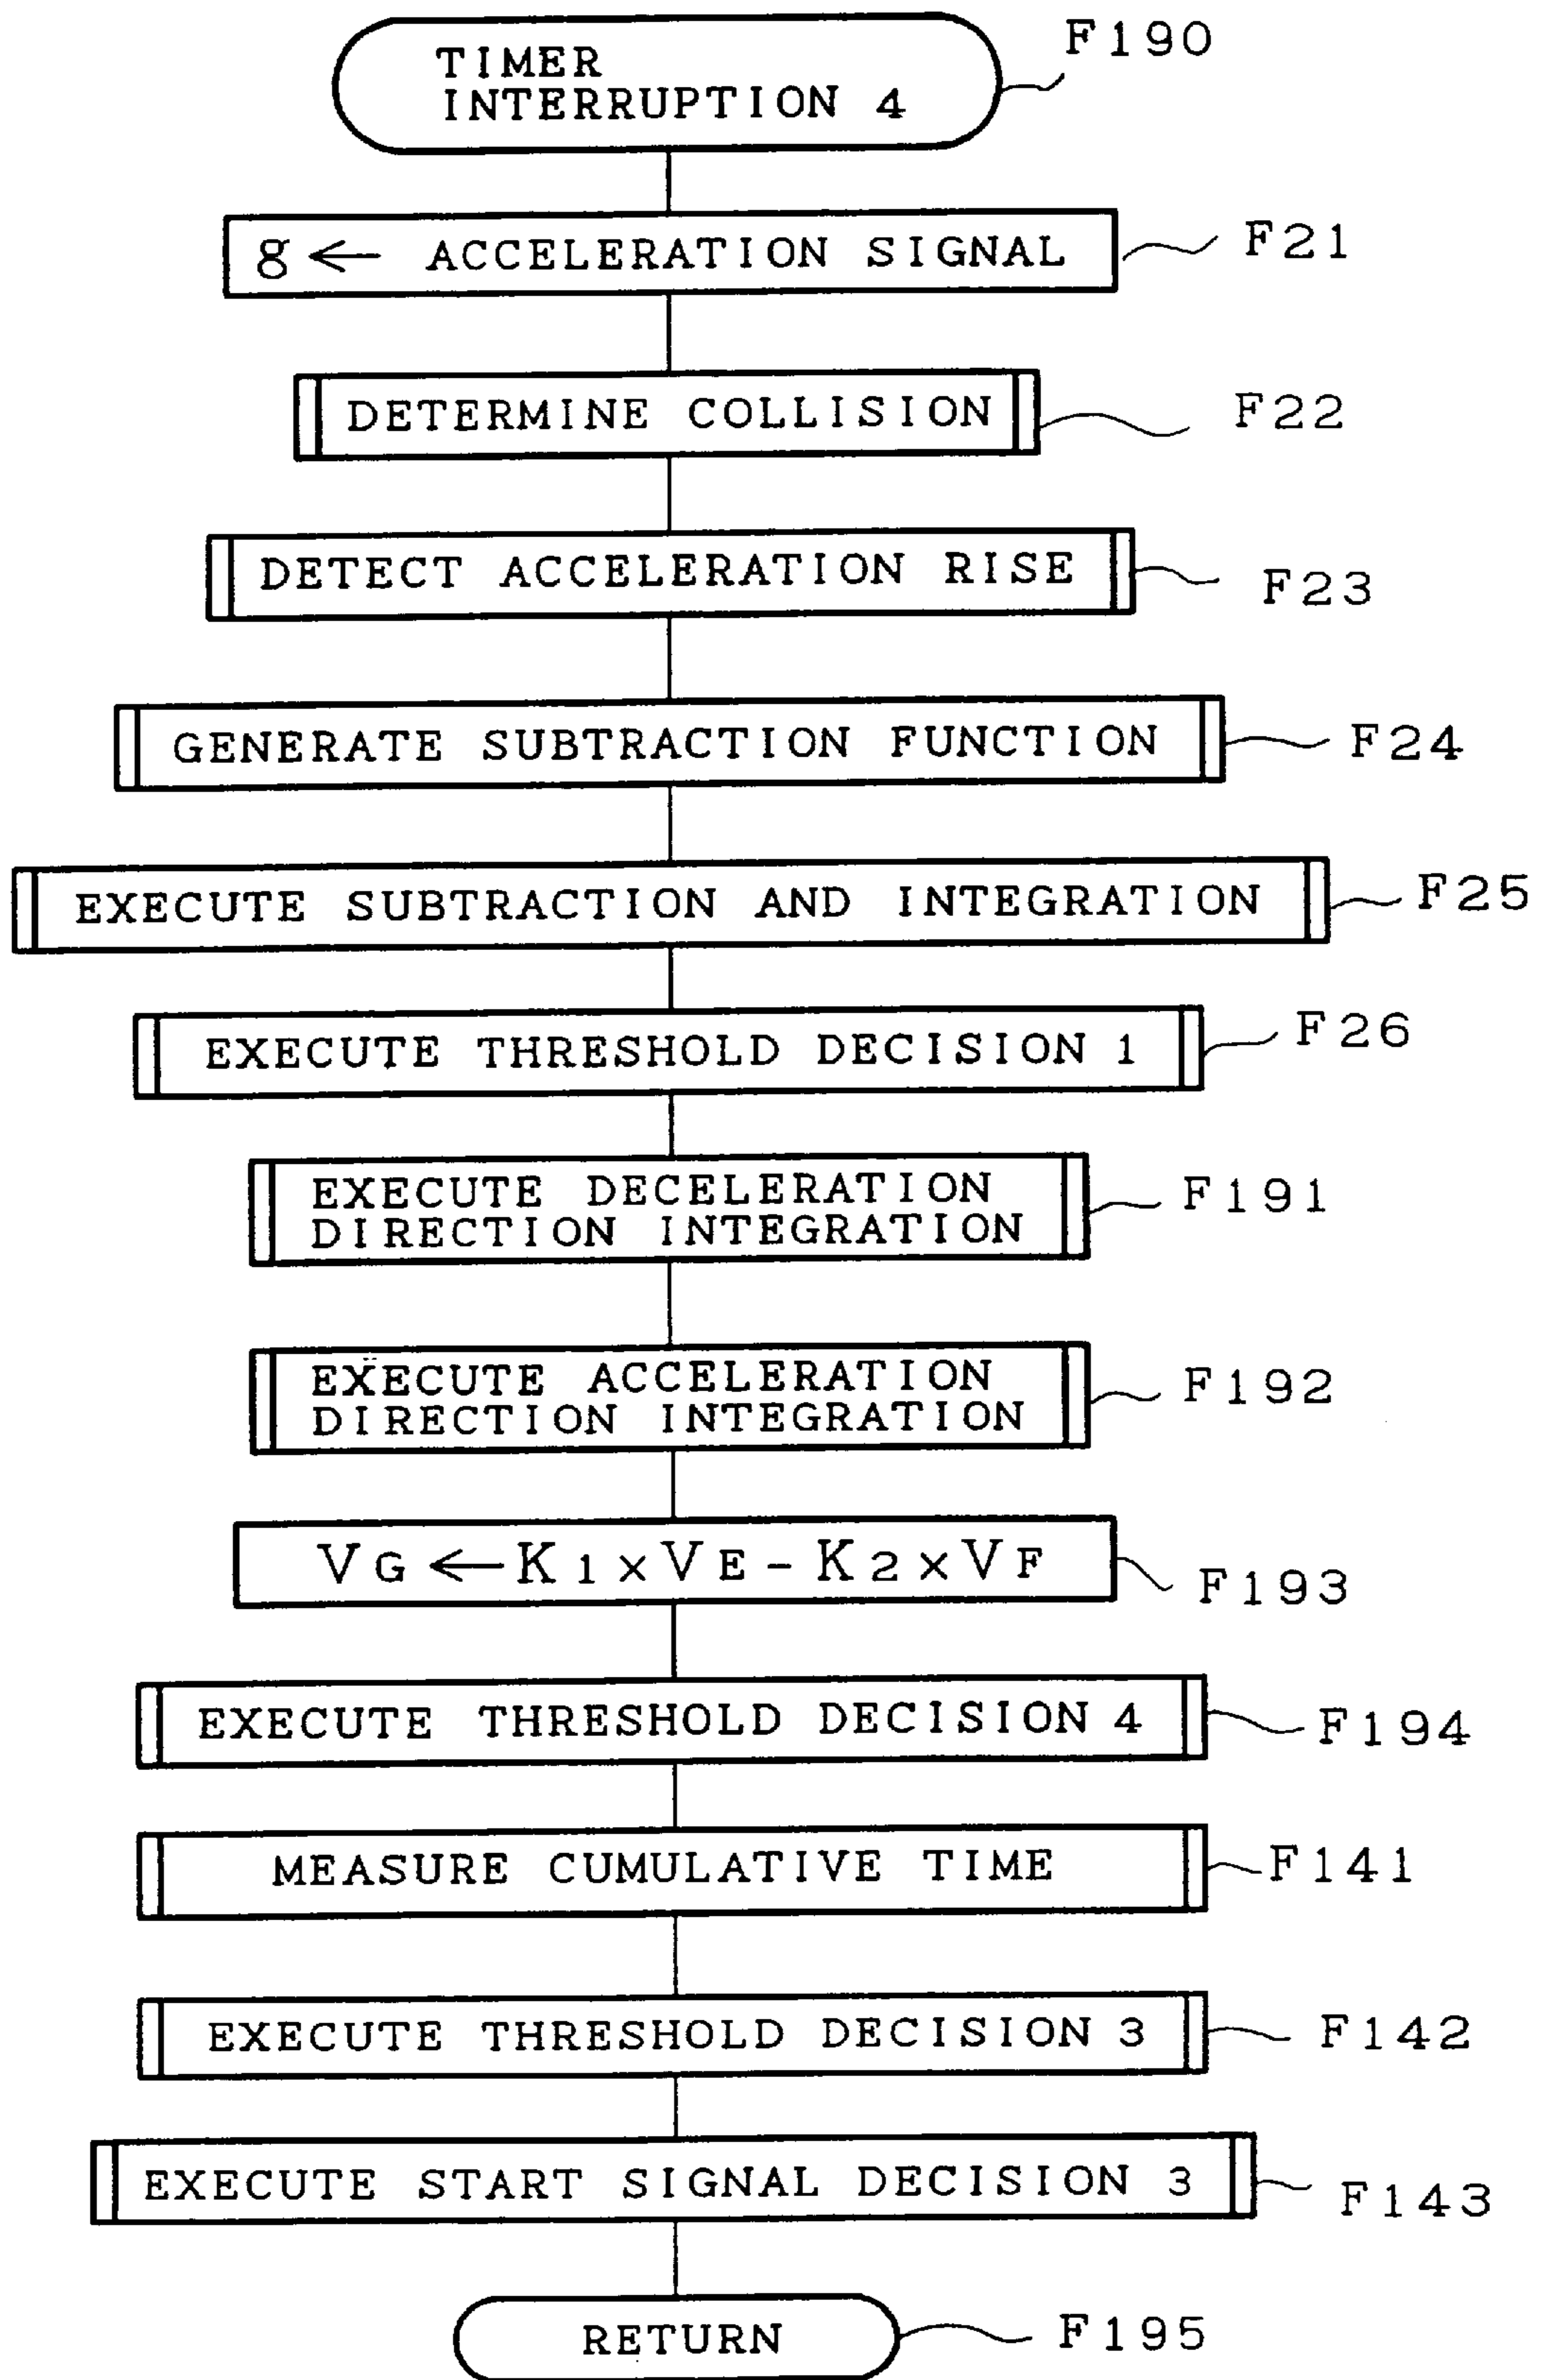 TIMER
INTERRUPTION 4
F190
g ← ACCELERATION SIGNAL
F21
DETERMINE COLLISION
F22
DETECT ACCELERATION RISE
F23
GENERATE SUBTRACTION FUNCTION
F24
EXECUTE SUBTRACTION AND INTEGRATION
F25
EXECUTE THRESHOLD DECISION 1
F26
EXECUTE DECELERATION
DIRECTION INTEGRATION
F191
EXECUTE ACCELERATION
DIRECTION INTEGRATION
F192
VG ← K1 × VE - K2 × VF
F193
EXECUTE THRESHOLD DECISION 4
F194
MEASURE CUMULATIVE TIME
F141
EXECUTE THRESHOLD DECISION 3
F142
EXECUTE START SIGNAL DECISION 3
F143
RETURN
F195